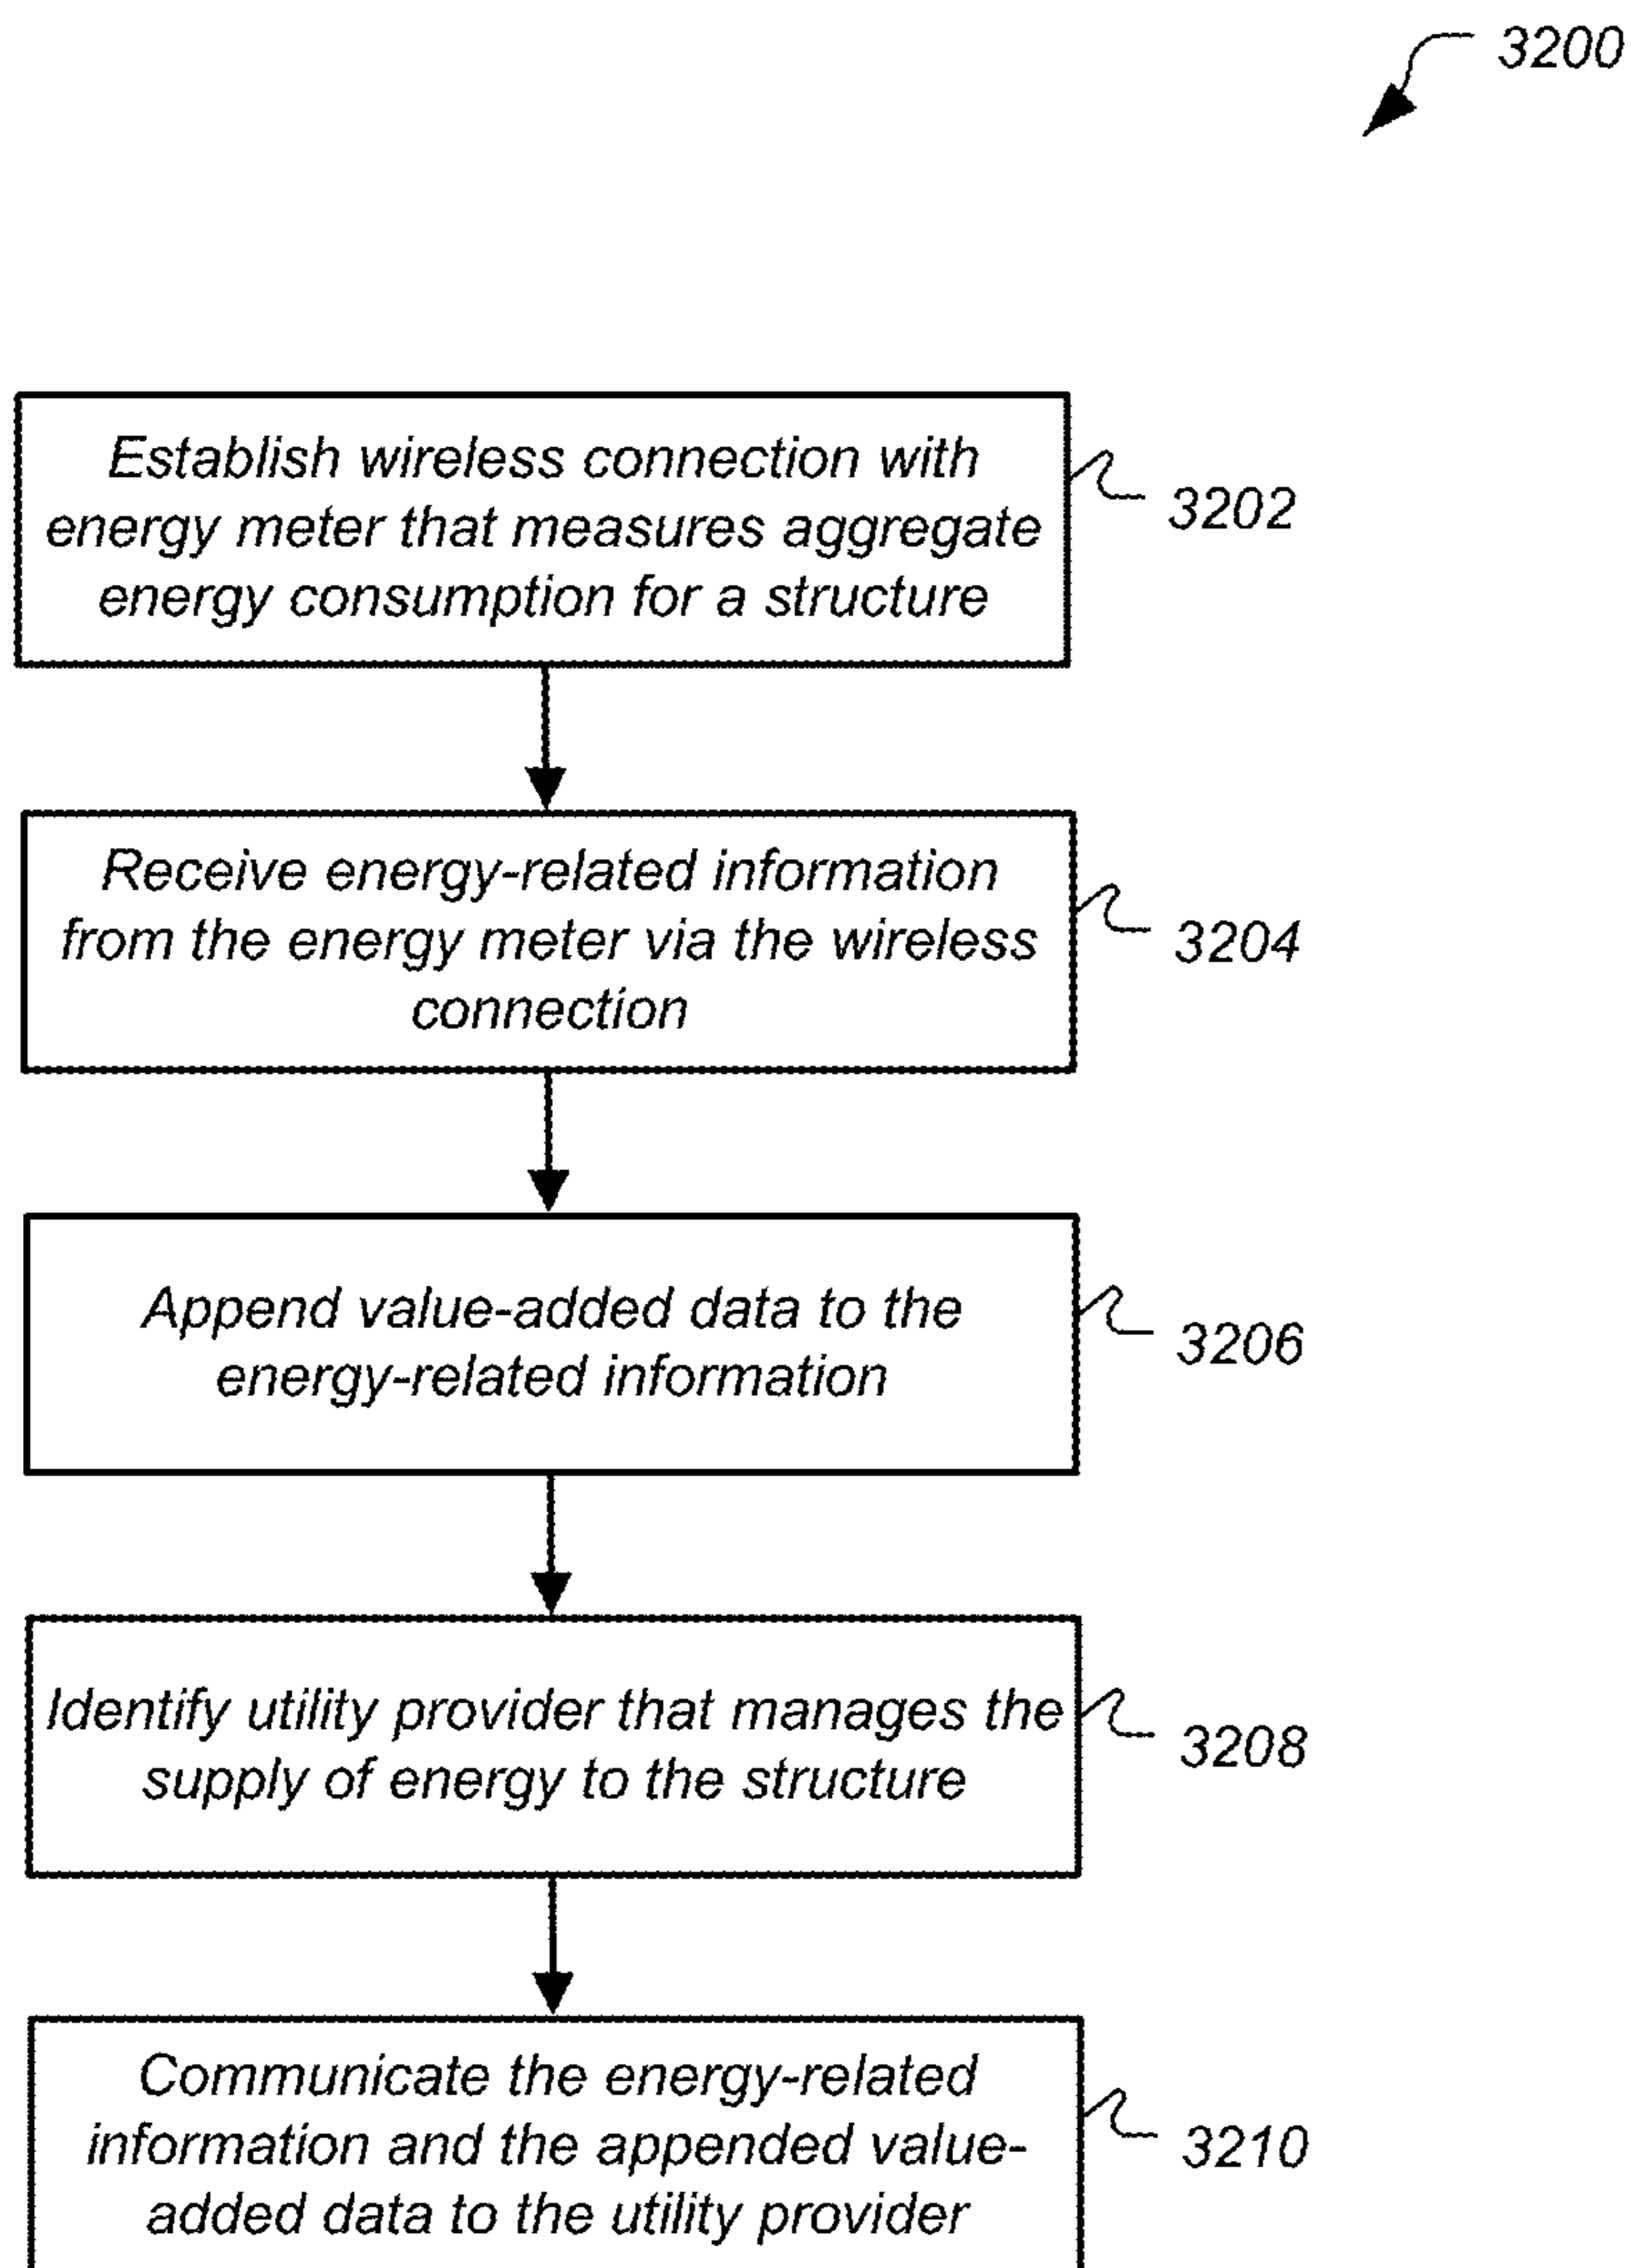 3200
Establish wireless connection with
energy meter that measures aggregate
energy consumption for a structure
3202
Receive energy-related information
from the energy meter via the wireless
connection
3204
Append value-added data to the
energy-related information
3206
Identify utility provider that manages the
supply of energy to the structure
3208
Communicate the energy-related
information and the appended value-
added data to the utility provider
3210